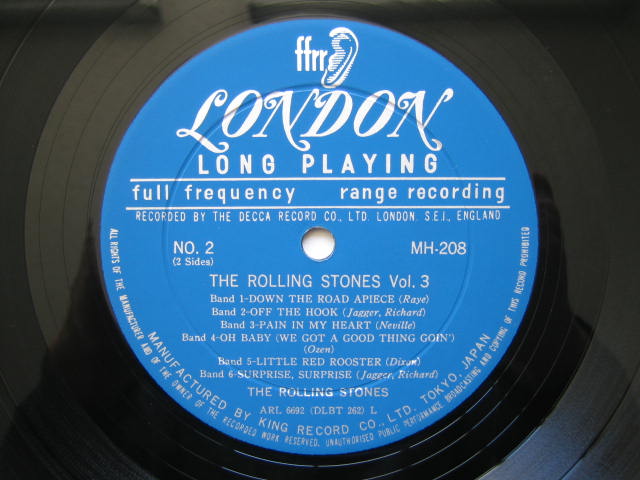 ffrr
LONDON
LONG PLAYING
full frequency range recording
RECORDED BY THE DECCA RECORD CO., LTD. LONDON. S.E.I., ENGLAND
NO. 2 MH-208
(2 Sides)
THE ROLLING STONES Vol. 3
Band 1-DOWN THE ROAD APIECE (Raye)
Band 2-OFF THE HOOK (Jagger, Richard)
Band 3-PAIN IN MY HEART (Neville)
Band 4-OH BABY (WE GOT A GOOD THING GOIN')
(Ozen)
Band 5-LITTLE RED ROOSTER (Dixon)
Band 6-SURPRISE, SURPRISE (Jagger, Richard)
THE ROLLING STONES
ARL 6692 (DLBT 262) L
MANUFACTURED BY KING RECORD CO., LTD. TOKYO, JAPAN
ALL RIGHTS OF THE MANUFACTURER AND OF THE OWNER OF THE RECORDED WORK RESERVED. UNAUTHORISED PUBLIC PERFORMANCE, BROADCASTING AND COPYING OF THIS RECORD PROHIBITED